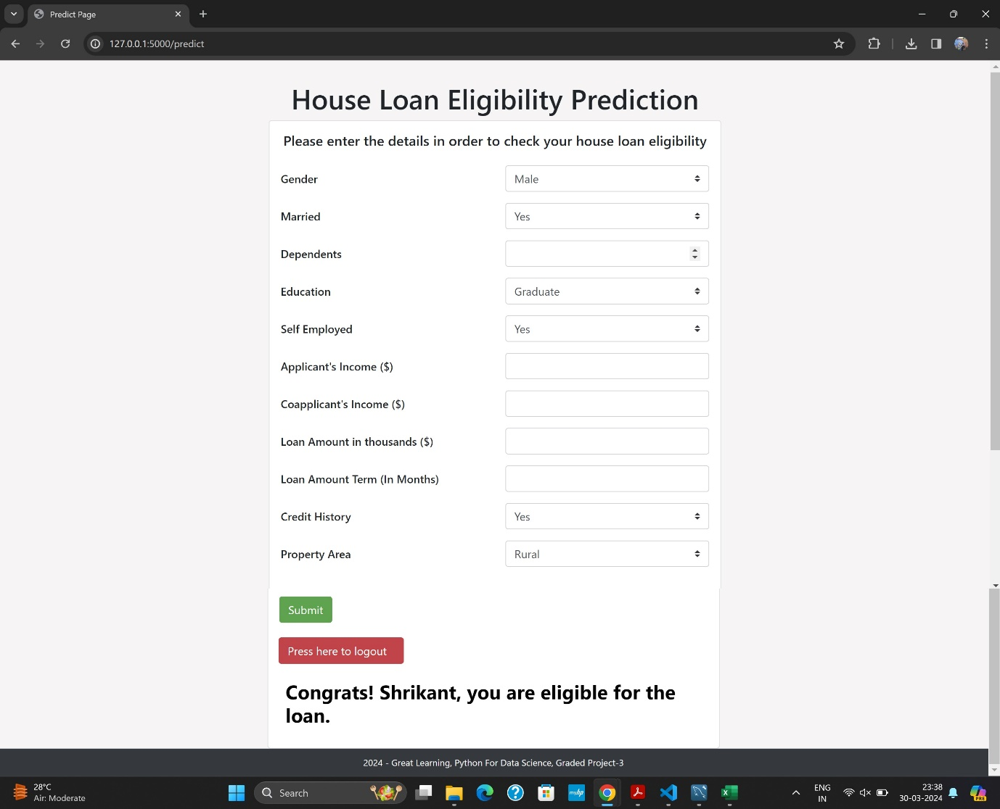 Predict Page
127.0.0.1:5000/predict
House Loan Eligibility Prediction
Please enter the details in order to check your house loan eligibility
Gender Male
Married Yes
Dependents
Education Graduate
Self Employed Yes
Applicant's Income ($)
Coapplicant's Income ($)
Loan Amount in thousands ($)
Loan Amount Term (In Months)
Credit History Yes
Property Area Rural
Submit
Press here to logout
Congrats! Shrikant, you are eligible for the
loan.
2024 - Great Learning, Python For Data Science, Graded Project-3
28°C
Air: Moderate
Search
myhp
ENG
IN
23:38
30-03-2024
PRE